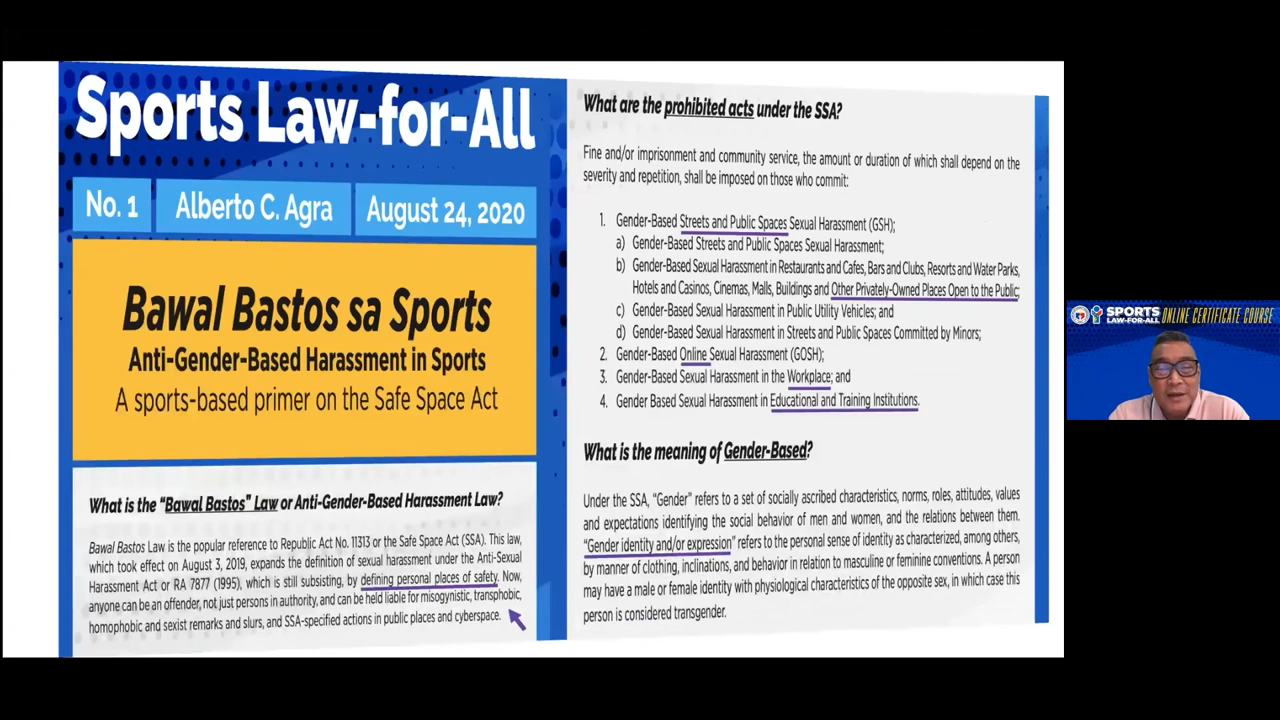 Sports Law-for-All
No. 1
Alberto C. Agra
August 24, 2020
Bawal Bastos sa Sports
Anti-Gender-Based Harassment in Sports
A sports-based primer on the Safe Space Act
What is the "Bawal Bastos" Law or Anti-Gender-Based Harassment Law?
Bawal Bastos Law is the popular reference to Republic Act No. 11313 or the Safe Space Act (SSA). This law,
which took effect on August 3, 2019, expands the definition of sexual harassment under the Anti-Sexual
Harassment Act or RA 7877 (1995), which is still subsisting, by defining personal places of safety. Now,
anyone can be an offender, not just persons in authority, and can be held liable for misogynistic, transphobic,
homophobic and sexist remarks and slurs, and SSA-specified actions in public places and cyberspace.
What are the prohibited acts under the SSA?
Fine and/or imprisonment and community service, the amount or duration of which shall depend on the
severity and repetition, shall be imposed on those who commit:
1. Gender-Based Streets and Public Spaces Sexual Harassment (GSH);
a) Gender-Based Streets and Public Spaces Sexual Harassment;
b) Gender-Based Sexual Harassment in Restaurants and Cafes, Bars and Clubs, Resorts and Water Parks,
Hotels and Casinos, Cinemas, Malls, Buildings and Other Privately-Owned Places Open to the Public;
c) Gender-Based Sexual Harassment in Public Utility Vehicles; and
d) Gender-Based Sexual Harassment in Streets and Public Spaces Committed by Minors;
2. Gender-Based Online Sexual Harassment (GOSH);
3. Gender-Based Sexual Harassment in the Workplace; and
4. Gender Based Sexual Harassment in Educational and Training Institutions.
What is the meaning of Gender-Based?
Under the SSA, "Gender" refers to a set of socially ascribed characteristics, norms, roles, attitudes, values
and expectations identifying the social behavior of men and women, and the relations between them.
"Gender identity and/or expression" refers to the personal sense of identity as characterized, among others,
by manner of clothing, inclinations, and behavior in relation to masculine or feminine conventions. A person
may have a male or female identity with physiological characteristics of the opposite sex, in which case this
person is considered transgender.
SPORTS LAW-FOR-ALL ONLINE CERTIFICATE COURSE